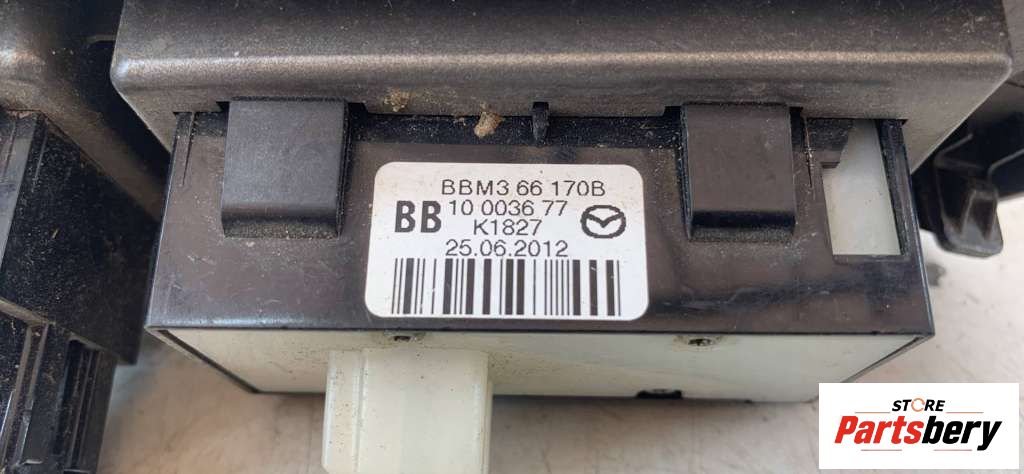 BBM3 66 170B
BB 10 0036 77
K1827
25.06.2012
STORE
Partsbery